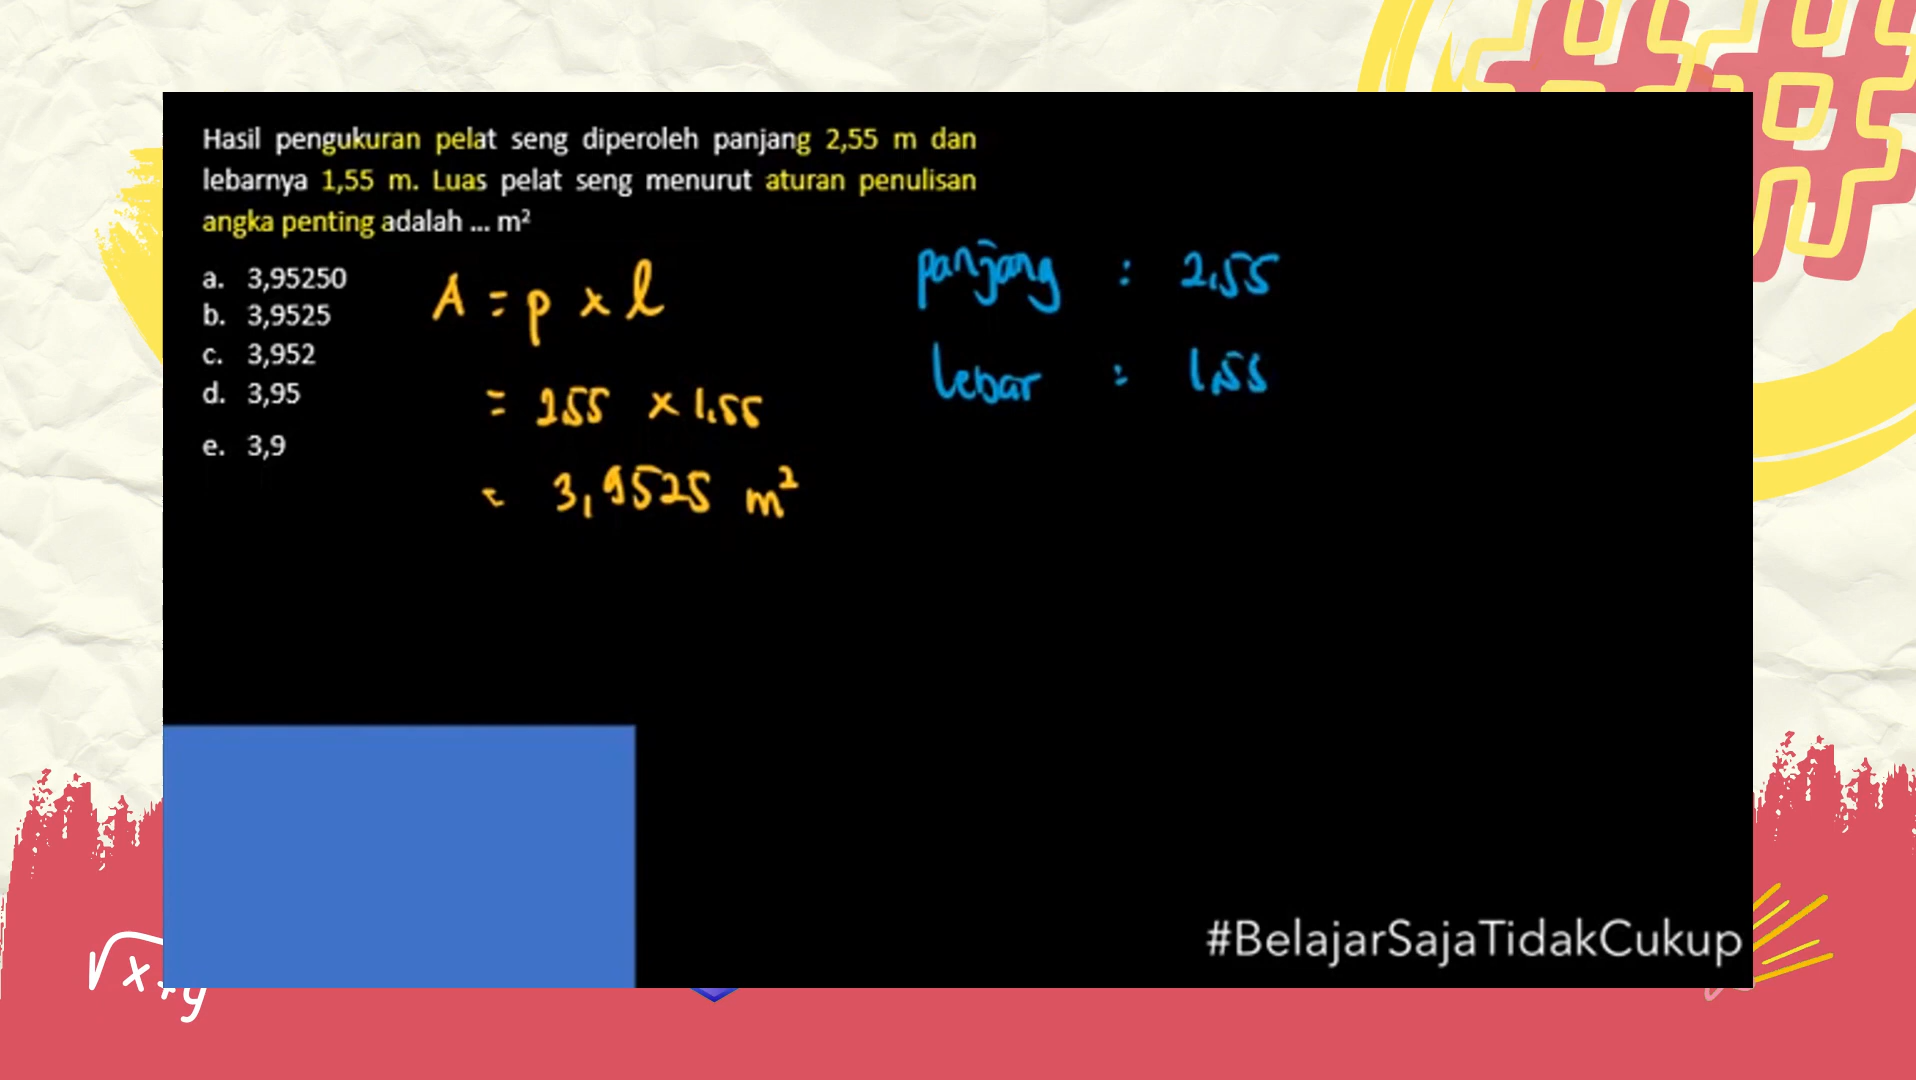 Hasil pengukuran pelat seng diperoleh panjang 2,55 m dan
lebarnya 1,55 m. Luas pelat seng menurut aturan penulisan
angka penting adalah ... m²
a. 3,95250
b. 3,9525
c. 3,952
d. 3,95
e. 3,9
A = p x l
= 2.55 x 1.55
= 3,9525 m²
panjang : 2.55
lebar : 1.55
#BelajarSajaTidakCukup
√x+y